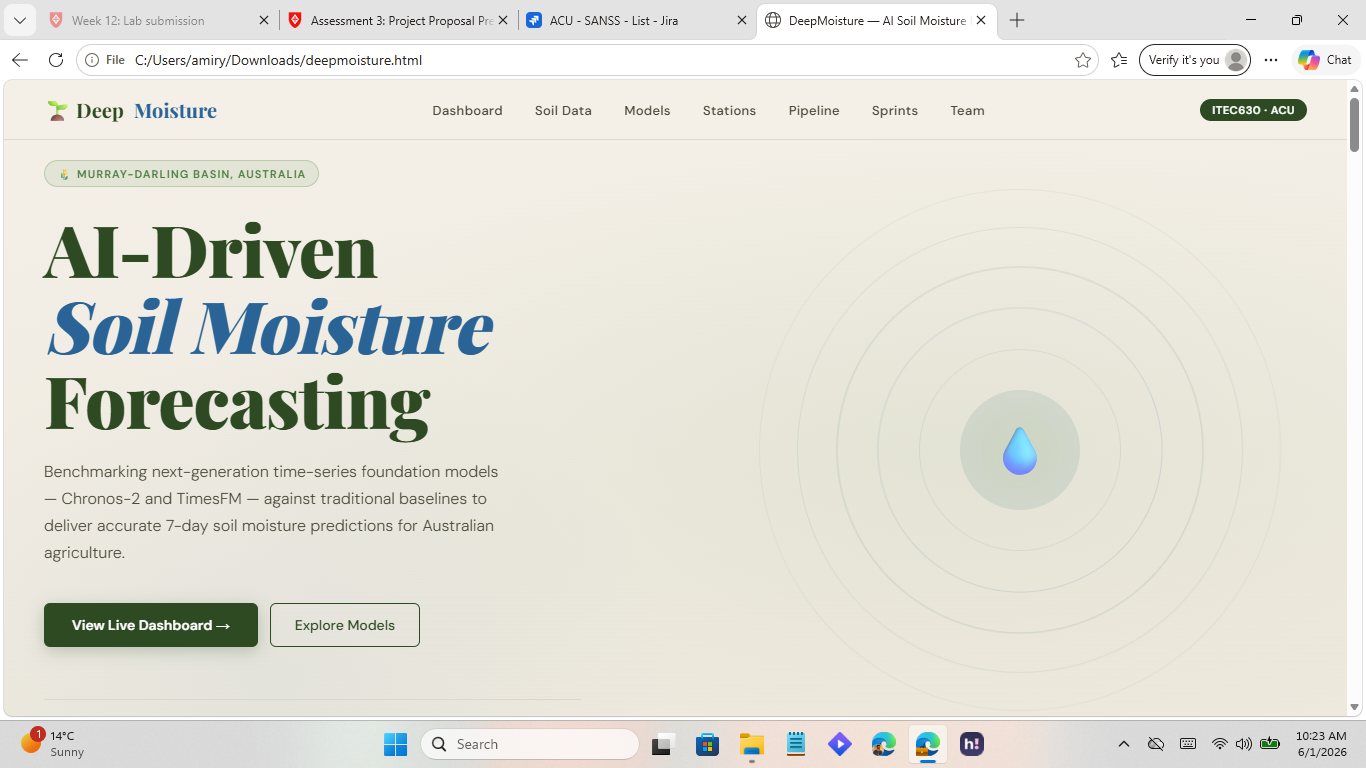 Week 12: Lab submission
Assessment 3: Project Proposal Pre
ACU - SANSS - List - Jira
DeepMoisture — AI Soil Moisture
File C:/Users/amiry/Downloads/deepmoisture.html
Verify it's you
Chat
Deep Moisture
Dashboard
Soil Data
Models
Stations
Pipeline
Sprints
Team
ITEC630 · ACU
MURRAY-DARLING BASIN, AUSTRALIA
AI-Driven
Soil Moisture
Forecasting
Benchmarking next-generation time-series foundation models
— Chronos-2 and TimesFM — against traditional baselines to
deliver accurate 7-day soil moisture predictions for Australian
agriculture.
View Live Dashboard →
Explore Models
1
14°C
Sunny
Search
h!
10:23 AM
6/1/2026